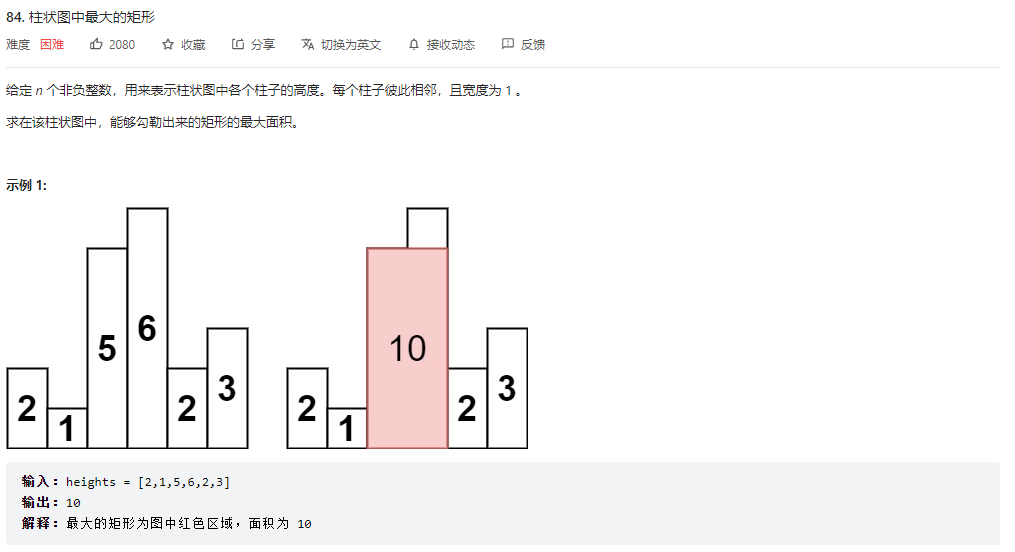 84. 柱状图中最大的矩形
难度 困难 2080 收藏 分享 切换为英文 接收动态 反馈
给定 n 个非负整数，用来表示柱状图中各个柱子的高度。每个柱子彼此相邻，且宽度为 1 。
求在该柱状图中，能够勾勒出来的矩形的最大面积。
示例 1:
2 1 5 6 2 3
2 1 10 2 3
输入：heights = [2,1,5,6,2,3]
输出：10
解释：最大的矩形为图中红色区域，面积为 10